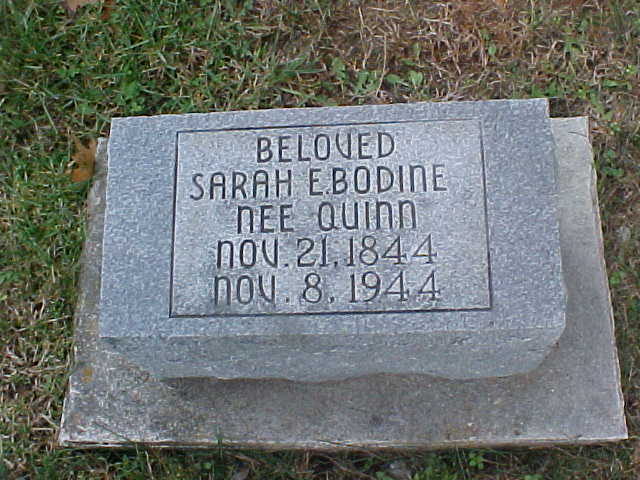 BELOVED
SARAH E.BODINE
NEE QUINN
NOV. 21, 1844
NOV. 8, 1944